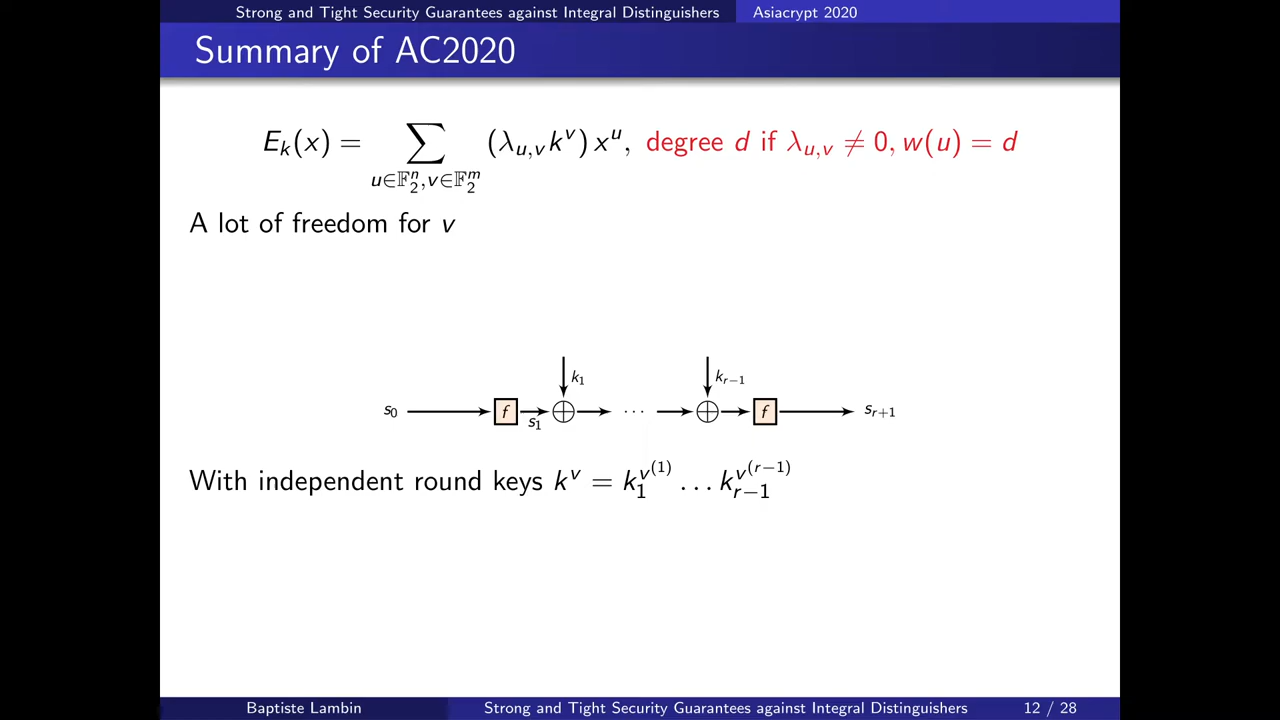 Strong and Tight Security Guarantees against Integral Distinguishers Asiacrypt 2020
Summary of AC2020
E_k(x) = ∑_{u∈𝔽_2^n, v∈𝔽_2^m} (λ_{u,v} k^v) x^u, degree d if λ_{u,v} ≠ 0, w(u) = d
A lot of freedom for v
k_1 k_{r−1}
s_0 f s_1 ⊕ ··· ⊕ f s_{r+1}
With independent round keys k^v = k_1^{v^{(1)}} ... k_{r−1}^{v^{(r−1)}}
Baptiste Lambin Strong and Tight Security Guarantees against Integral Distinguishers 12 / 28